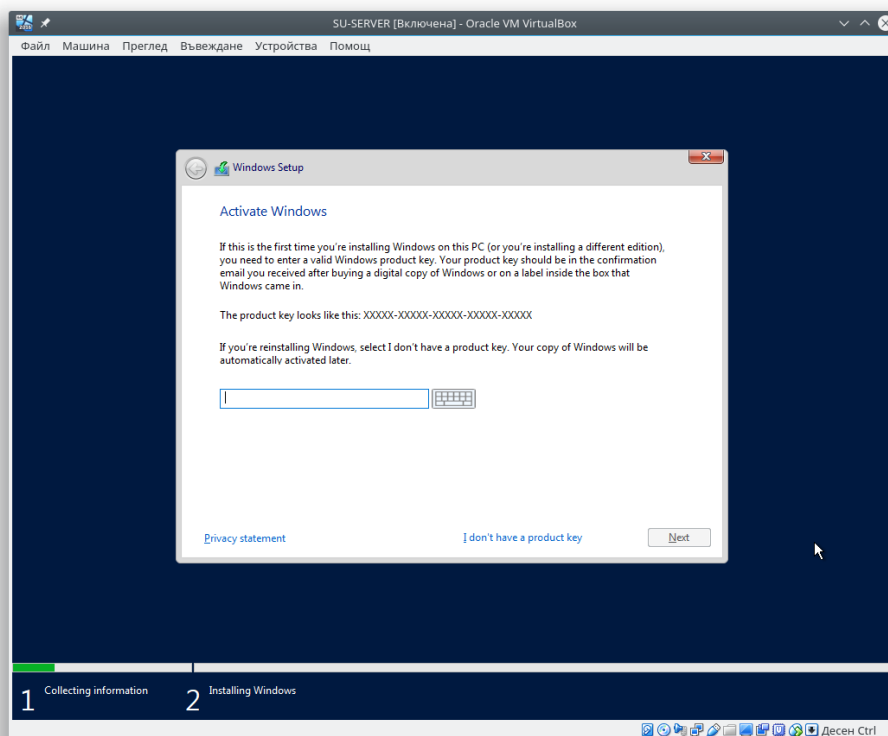 SU-SERVER [Включена] - Oracle VM VirtualBox
Файл Машина Преглед Въвеждане Устройства Помощ
Windows Setup
Activate Windows
If this is the first time you're installing Windows on this PC (or you're installing a different edition),
you need to enter a valid Windows product key. Your product key should be in the confirmation
email you received after buying a digital copy of Windows or on a label inside the box that
Windows came in.
The product key looks like this: XXXXX-XXXXX-XXXXX-XXXXX-XXXXX
If you're reinstalling Windows, select I don't have a product key. Your copy of Windows will be
automatically activated later.
Privacy statement
I don't have a product key
Next
1 Collecting information
2 Installing Windows
Десен Ctrl